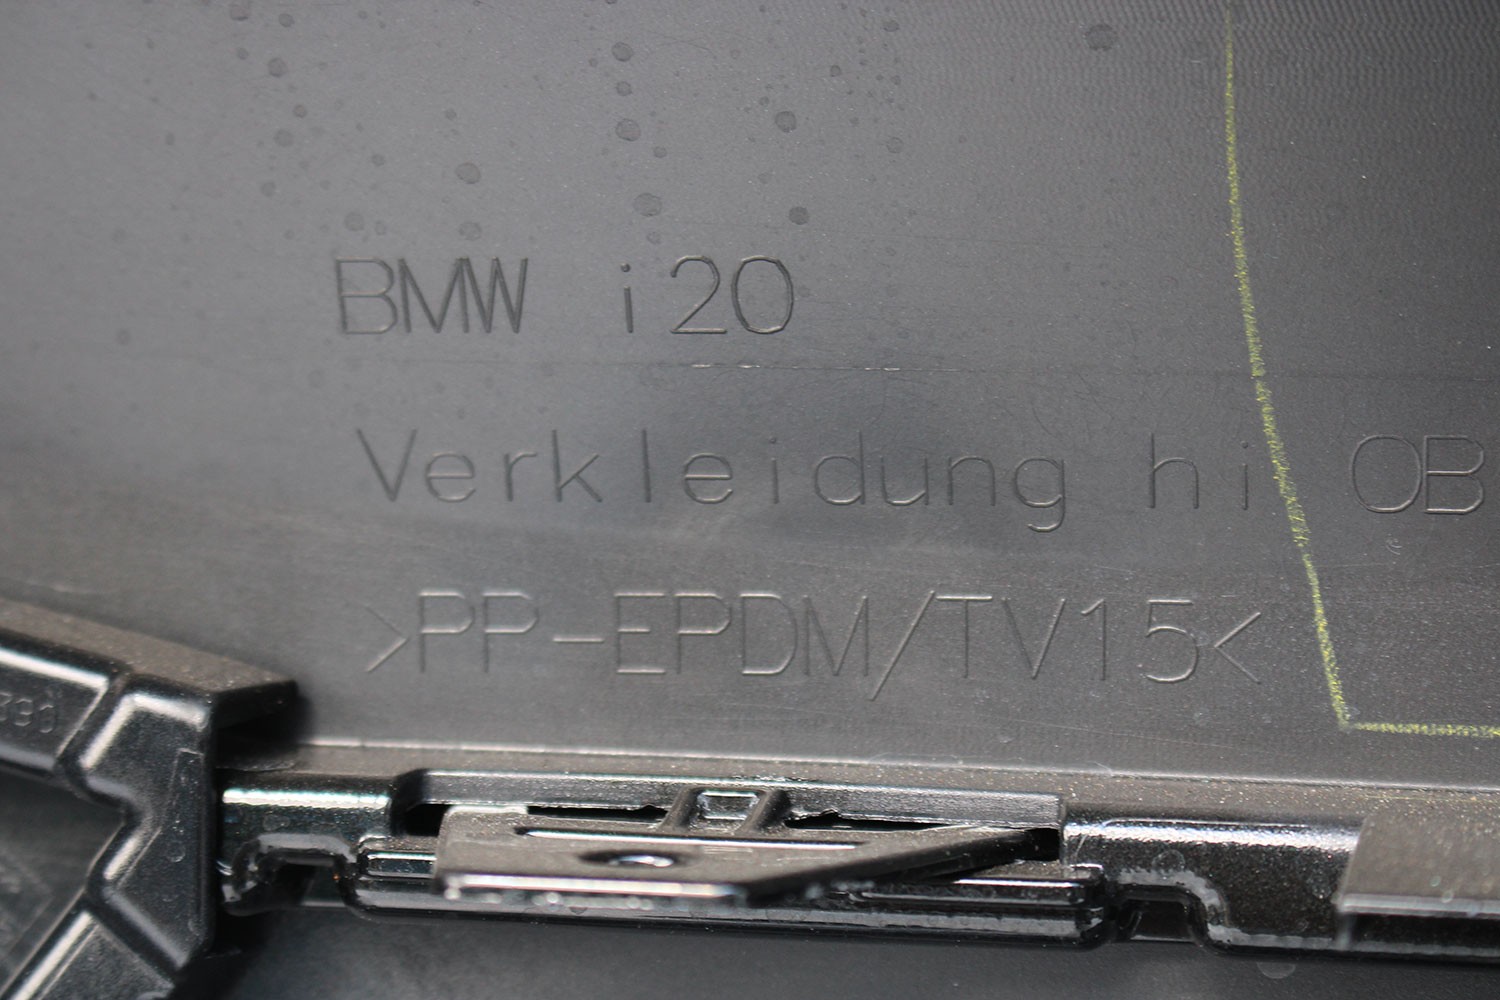 BMW i20
Verkleidung hi OB
>PP-EPDM/TV15<